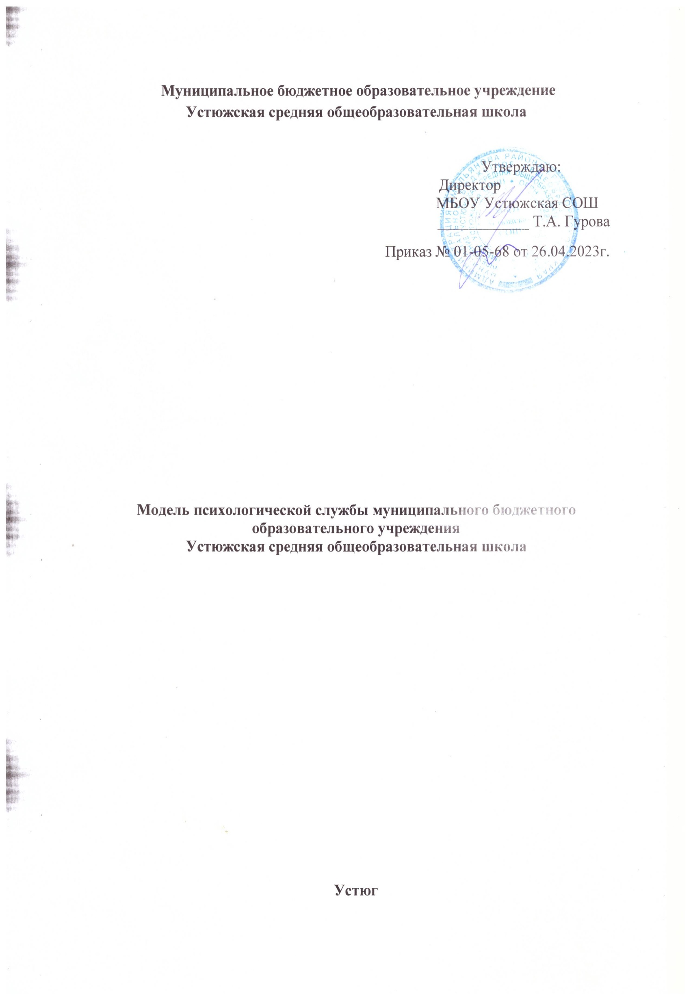 Муниципальное бюджетное образовательное учреждение
Устюжская средняя общеобразовательная школа
Утверждаю:
Директор
МБОУ Устюжская СОШ
____________ Т.А. Гурова
Приказ № 01-05-68 от 26.04.2023г.
Модель психологической службы муниципального бюджетного
образовательного учреждения
Устюжская средняя общеобразовательная школа
Устюг